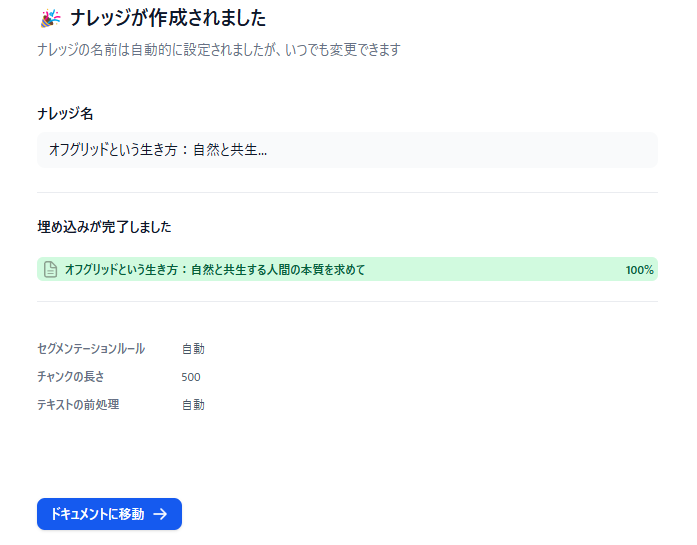 🎉 ナレッジが作成されました
ナレッジの名前は自動的に設定されましたが、いつでも変更できます
ナレッジ名
オフグリッドという生き方：自然と共生...
埋め込みが完了しました
オフグリッドという生き方：自然と共生する人間の本質を求めて 100%
セグメンテーションルール 自動
チャンクの長さ 500
テキストの前処理 自動
ドキュメントに移動 →